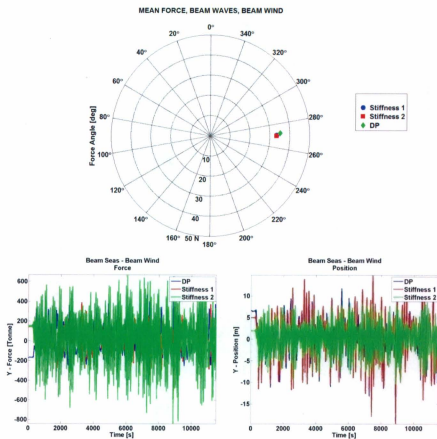 MEAN FORCE, BEAM WAVES, BEAM WIND
0°
20°
340°
40°
320°
60°
300°
80°
280°
100°
260°
120°
240°
140°
220°
160°
200°
180°
10
20
30
40
50 N
Force Angle [deg]
Stiffness 1
Stiffness 2
DP
Beam Seas - Beam Wind
Force
DP
Stiffness 1
Stiffness 2
600
400
200
0
-200
-400
-600
-800
Y - Force [Tonne]
0 2000 4000 6000 8000 10000
Time [s]
Beam Seas - Beam Wind
Position
DP
Stiffness 1
Stiffness 2
10
5
0
-5
-10
-15
Y - Position [m]
0 2000 4000 6000 8000 10000
Time [s]